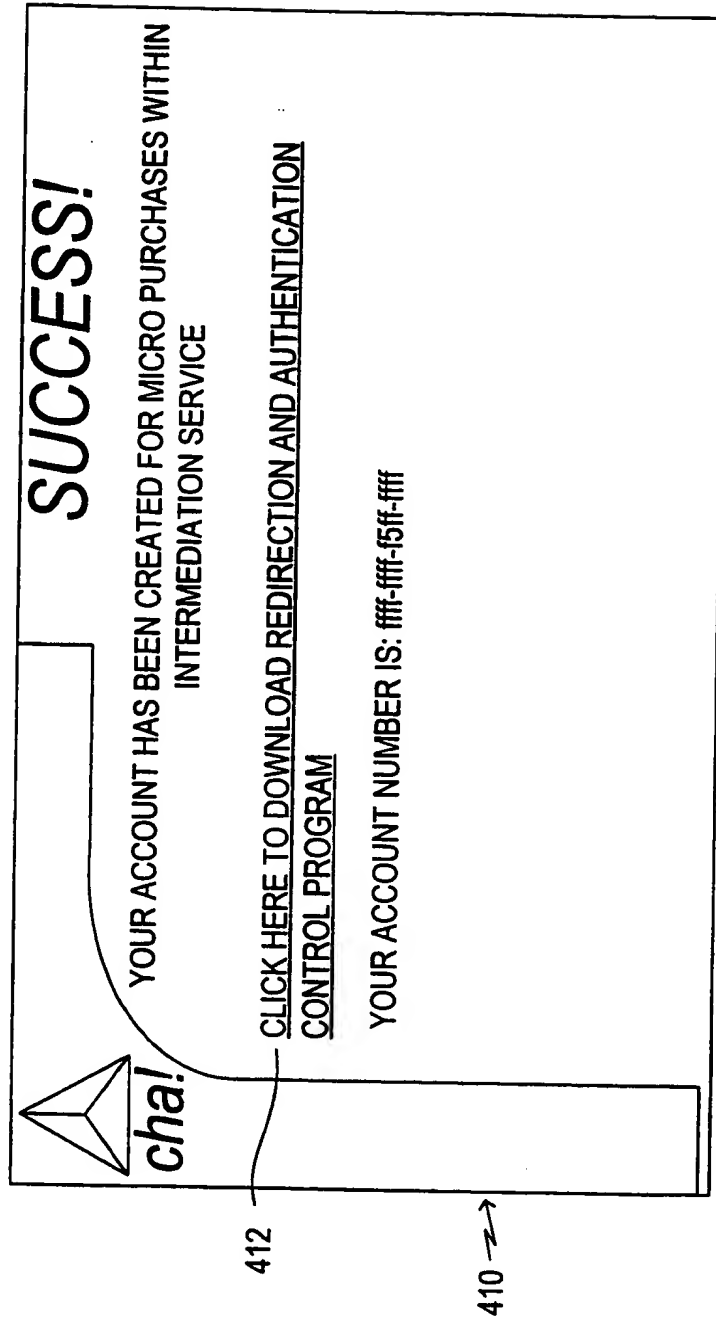 cha!
SUCCESS!
YOUR ACCOUNT HAS BEEN CREATED FOR MICRO PURCHASES WITHIN
INTERMEDIATION SERVICE
412
CLICK HERE TO DOWNLOAD REDIRECTION AND AUTHENTICATION
CONTROL PROGRAM
YOUR ACCOUNT NUMBER IS: ffff-ffff-f5ff-ffff
410